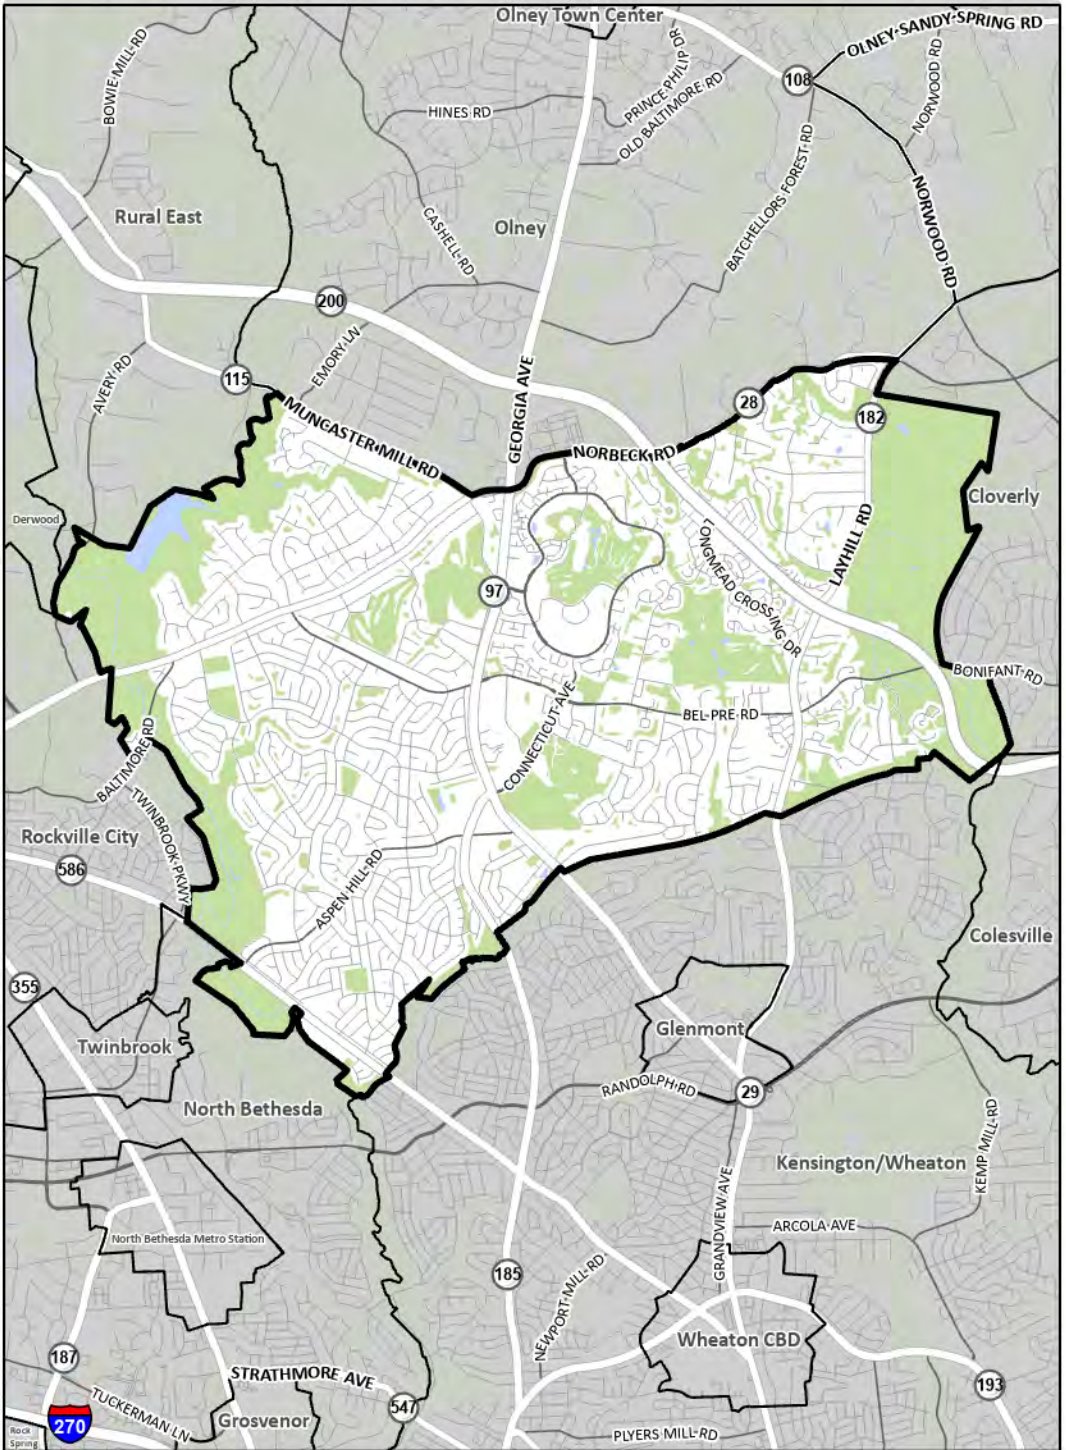 Olney Town Center
OLNEY-SANDY SPRING RD
BOWIE MILL RD
PRINCE PHILIP DR
NORWOOD RD
108
HINES RD
OLD BALTIMORE RD
BATCHELLORS FOREST RD
Rural East
Olney
CASHELL RD
NORWOOD RD
200
EMORY LN
AVERY RD
115
GEORGIA AVE
28
MUNCASTER MILL RD
182
NORBECK RD
Cloverly
Derwood
LONGMEAD CROSSING DR
LAYHILL RD
97
BONIFANT RD
CONNECTICUT AVE
BEL PRE RD
BALTIMORE RD
TWINBROOK PKWY
Rockville City
586
ASPEN HILL RD
Colesville
355
Glenmont
Twinbrook
RANDOLPH RD
29
North Bethesda
KEMP MILL RD
Kensington/Wheaton
GRANDVIEW AVE
ARCOLA AVE
North Bethesda Metro Station
185
NEWPORT MILL RD
Wheaton CBD
187
STRATHMORE AVE
193
TUCKERMAN LN
547
Grosvenor
270
Rock
Spring
PLYERS MILL RD